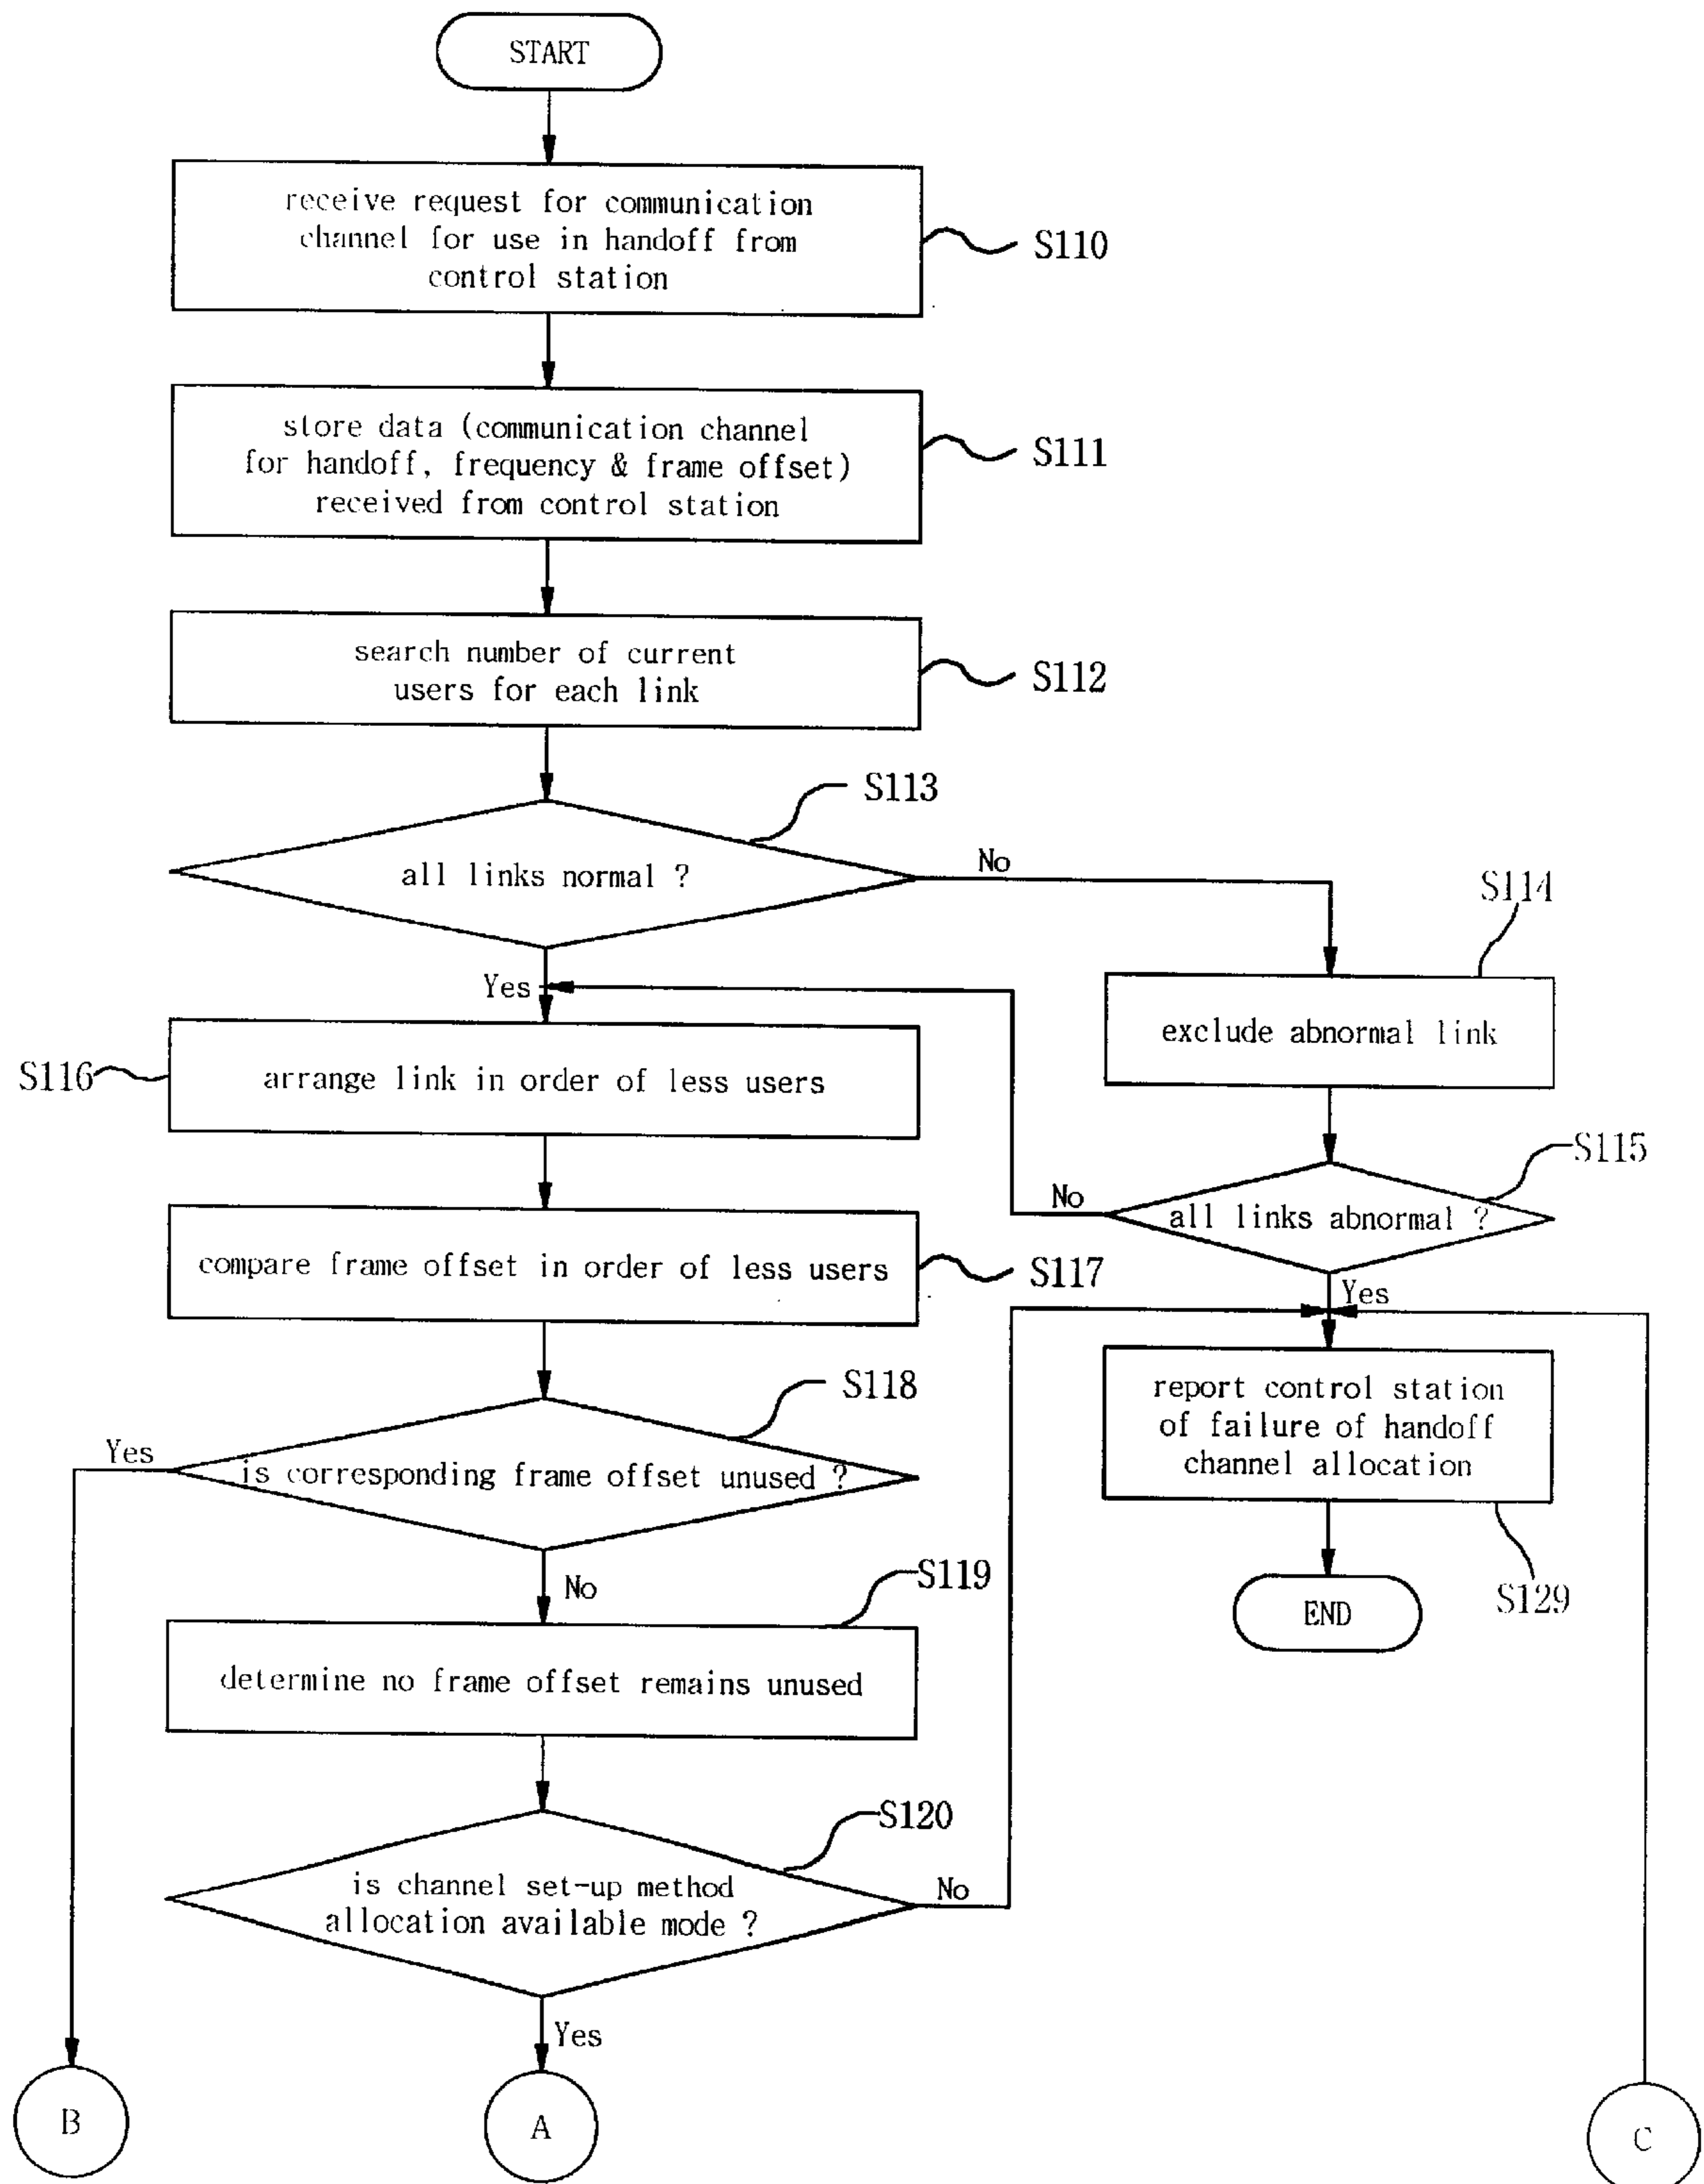 START
receive request for communication
channel for use in handoff from
control station
S110
store data (communication channel
for handoff, frequency & frame offset)
received from control station
S111
search number of current
users for each link
S112
S113
all links normal ?
No
S114
Yes
exclude abnormal link
S116
arrange link in order of less users
S115
No
all links abnormal ?
compare frame offset in order of less users
S117
Yes
S118
report control station
of failure of handoff
channel allocation
Yes
is corresponding frame offset unused ?
No
S119
S129
END
determine no frame offset remains unused
S120
is channel set-up method
allocation available mode ?
No
Yes
B
A
C